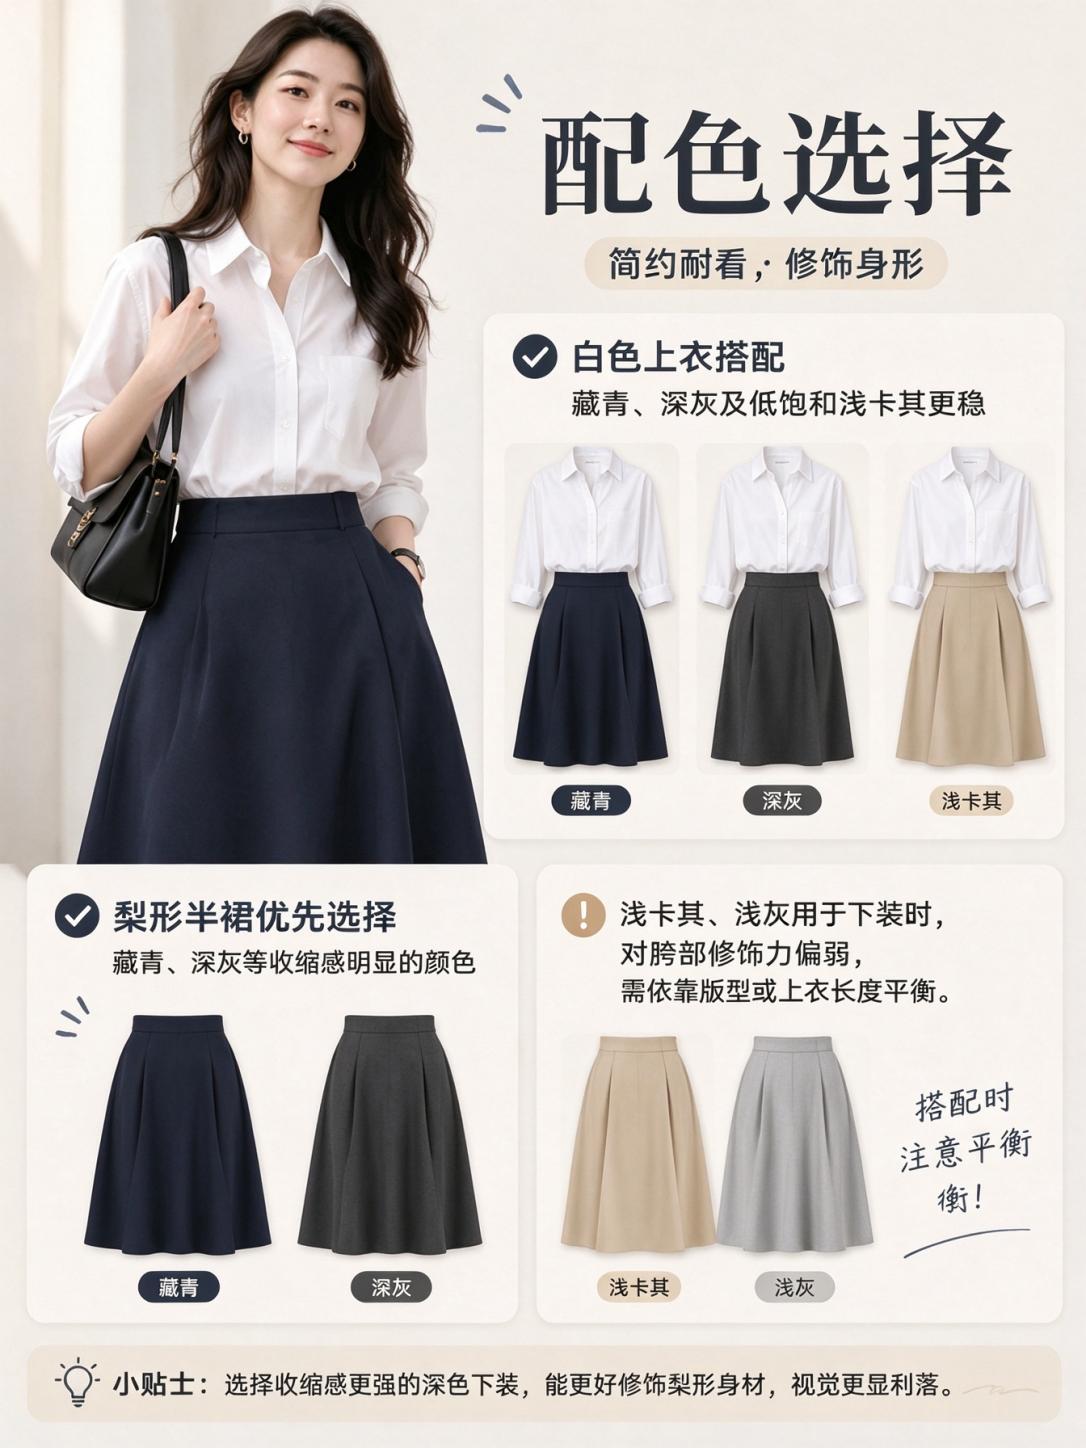 配色选择
简约耐看，· 修饰身形
白色上衣搭配
藏青、深灰及低饱和浅卡其更稳
藏青
深灰
浅卡其
梨形半裙优先选择
藏青、深灰等收缩感明显的颜色
藏青
深灰
浅卡其、浅灰用于下装时，
对胯部修饰力偏弱，
需依靠版型或上衣长度平衡。
搭配时
注意平衡
衡！
浅卡其
浅灰
小贴士：选择收缩感更强的深色下装，能更好修饰梨形身材，视觉更显利落。